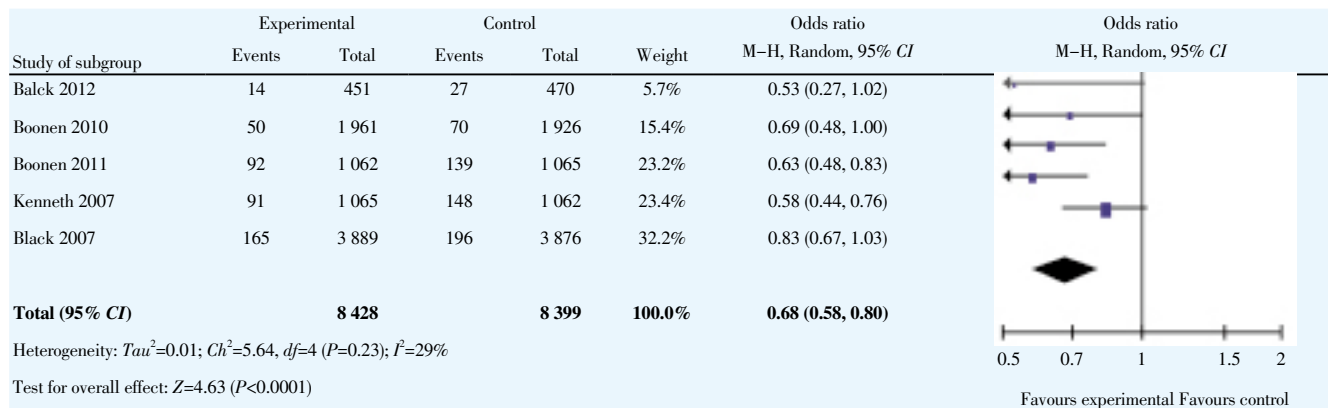 Experimental Control Odds ratio Odds ratio
Study of subgroup Events Total Events Total Weight M–H, Random, 95% CI M–H, Random, 95% CI
Balck 2012 14 451 27 470 5.7% 0.53 (0.27, 1.02)
Boonen 2010 50 1 961 70 1 926 15.4% 0.69 (0.48, 1.00)
Boonen 2011 92 1 062 139 1 065 23.2% 0.63 (0.48, 0.83)
Kenneth 2007 91 1 065 148 1 062 23.4% 0.58 (0.44, 0.76)
Black 2007 165 3 889 196 3 876 32.2% 0.83 (0.67, 1.03)
Total (95% CI) 8 428 8 399 100.0% 0.68 (0.58, 0.80)
Heterogeneity: Tau²=0.01; Ch²=5.64, df=4 (P=0.23); I²=29%
Test for overall effect: Z=4.63 (P<0.0001)
0.5 0.7 1 1.5 2
Favours experimental Favours control